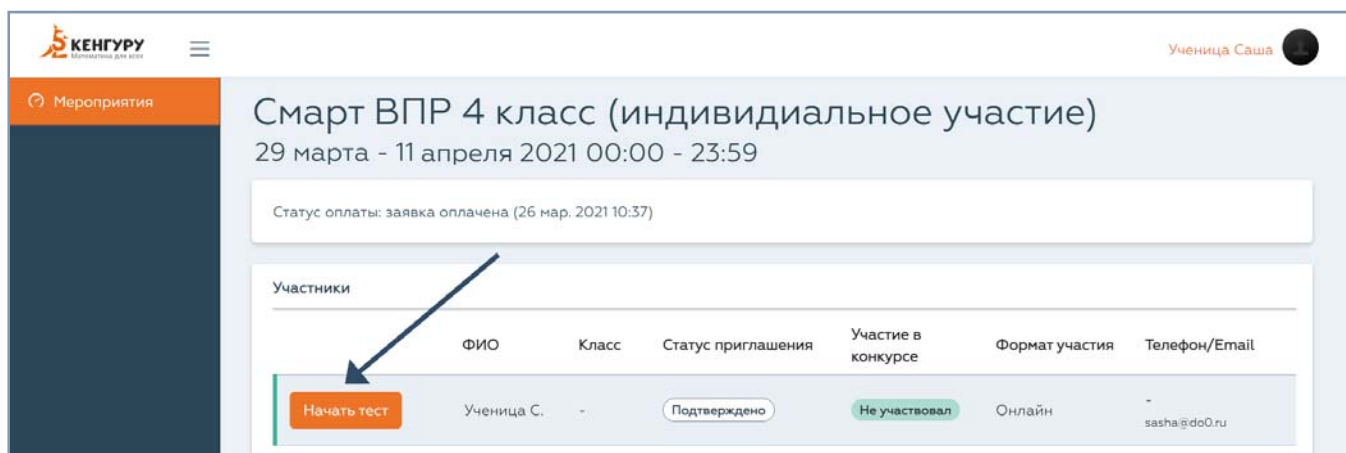 КЕНГУРУ
Математика для всех
Ученица Саша
Мероприятия
Смарт ВПР 4 класс (индивидиальное участие)
29 марта - 11 апреля 2021 00:00 - 23:59
Статус оплаты: заявка оплачена (26 мар. 2021 10:37)
Участники
ФИО Класс Статус приглашения Участие в конкурсе Формат участия Телефон/Email
Начать тест Ученица С. - Подтверждено Не участвовал Онлайн -
sasha@do0.ru